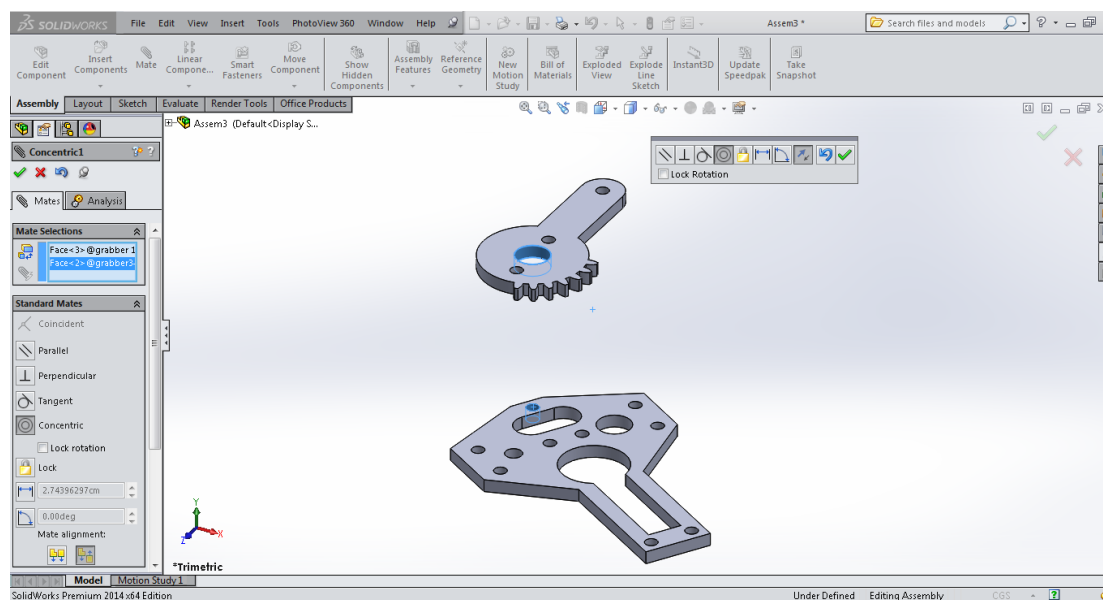 SOLIDWORKS File Edit View Insert Tools PhotoView 360 Window Help Assem3 * Search files and models ?
Edit Component
Insert Components
Mate
Linear Compone...
Smart Fasteners
Move Component
Show Hidden Components
Assembly Features
Reference Geometry
New Motion Study
Bill of Materials
Exploded View
Explode Line Sketch
Instant3D
Update Speedpak
Take Snapshot
Assembly Layout Sketch Evaluate Render Tools Office Products
Assem3 (Default<Display S...
Concentric1
Mates Analysis
Lock Rotation
Mate Selections
Face<3>@grabber 1
Face<2>@grabber3-
Standard Mates
Coincident
Parallel
Perpendicular
Tangent
Concentric
Lock rotation
Lock
2.74396297cm
0.00deg
Mate alignment:
Y
X
Z
*Trimetric
Model Motion Study 1
SolidWorks Premium 2014 x64 Edition Under Defined Editing Assembly CGS ?